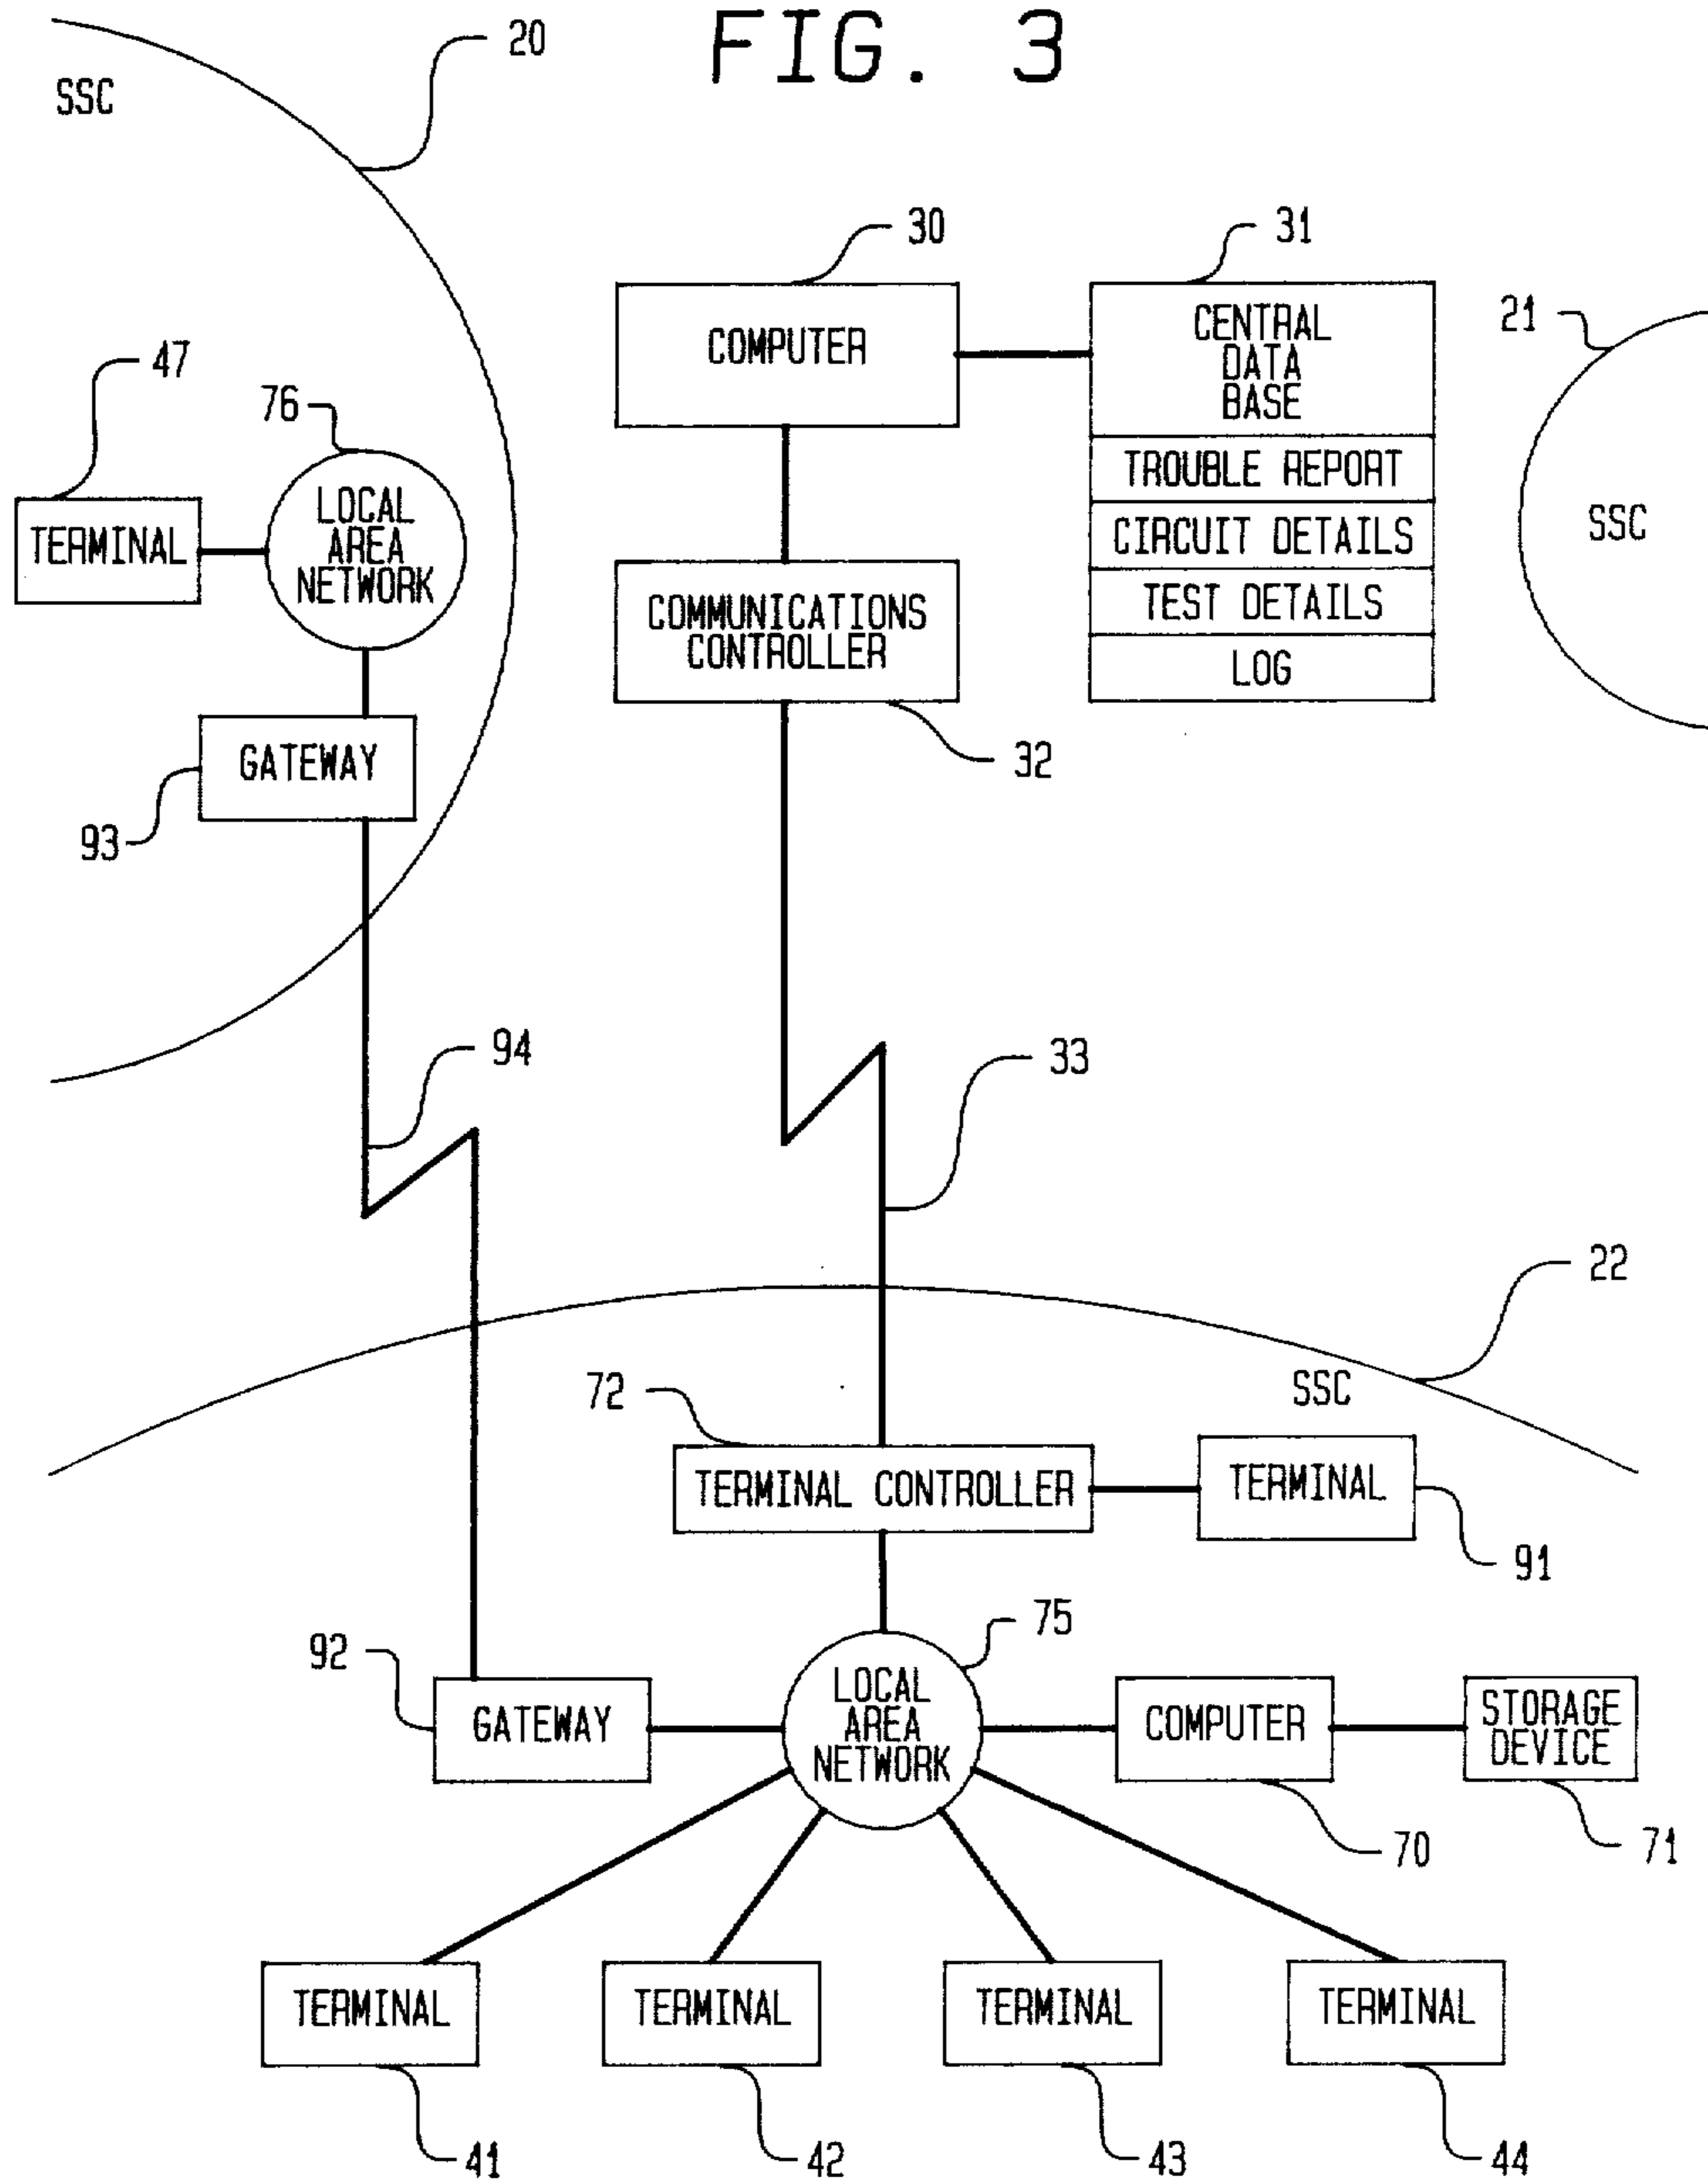 FIG. 3
20
SSC
30
31
COMPUTER
CENTRAL
DATA
BASE
TROUBLE REPORT
CIRCUIT DETAILS
TEST DETAILS
LOG
21
SSC
47
76
TERMINAL
LOCAL
AREA
NETWORK
COMMUNICATIONS
CONTROLLER
32
GATEWAY
93
94
33
22
SSC
72
TERMINAL CONTROLLER
TERMINAL
91
75
92
GATEWAY
LOCAL
AREA
NETWORK
COMPUTER
STORAGE
DEVICE
70
71
TERMINAL
TERMINAL
TERMINAL
TERMINAL
41
42
43
44